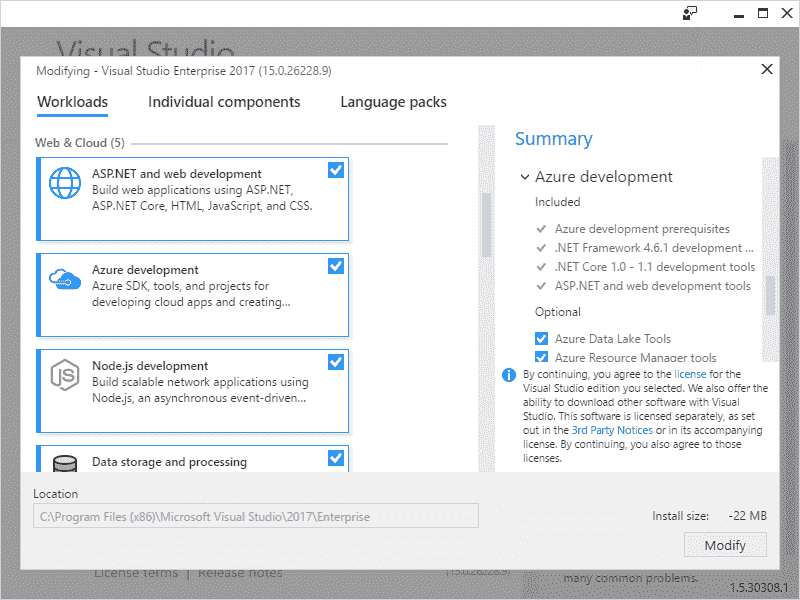 Visual Studio
Modifying - Visual Studio Enterprise 2017 (15.0.26228.9)
Workloads
Individual components
Language packs
Web & Cloud (5)
ASP.NET and web development
Build web applications using ASP.NET,
ASP.NET Core, HTML, JavaScript, and CSS.
Azure development
Azure SDK, tools, and projects for
developing cloud apps and creating...
Node.js development
Build scalable network applications using
Node.js, an asynchronous event-driven...
Data storage and processing
Summary
Azure development
Included
Azure development prerequisites
.NET Framework 4.6.1 development ...
.NET Core 1.0 - 1.1 development tools
ASP.NET and web development tools
Optional
Azure Data Lake Tools
Azure Resource Manager tools
By continuing, you agree to the license for the
Visual Studio edition you selected. We also offer the
ability to download other software with Visual
Studio. This software is licensed separately, as set
out in the 3rd Party Notices or in its accompanying
license. By continuing, you also agree to those
licenses.
Location
C:\Program Files (x86)\Microsoft Visual Studio\2017\Enterprise
Install size: -22 MB
Modify
License terms | Release notes
(15.0.26228.9)
many common problems.
1.5.30308.1